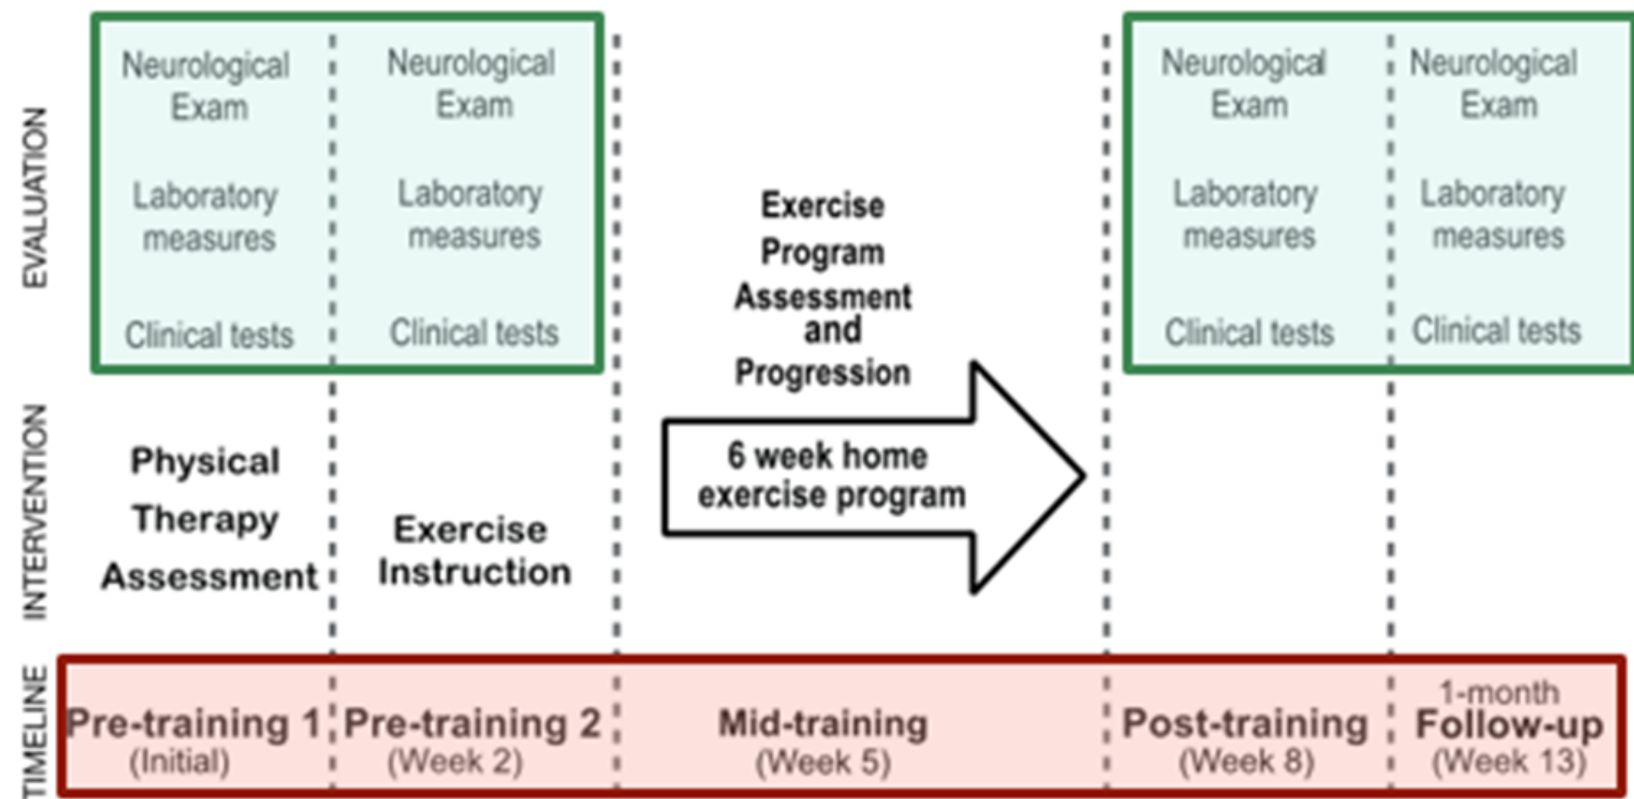 EVALUATION
Neurological
Exam
Laboratory
measures
Clinical tests
Neurological
Exam
Laboratory
measures
Clinical tests
Exercise
Program
Assessment
and
Progression
Neurological
Exam
Laboratory
measures
Clinical tests
Neurological
Exam
Laboratory
measures
Clinical tests
INTERVENTION
Physical
Therapy
Assessment
Exercise
Instruction
6 week home
exercise program
TIMELINE
Pre-training 1
(Initial)
Pre-training 2
(Week 2)
Mid-training
(Week 5)
Post-training
(Week 8)
1-month
Follow-up
(Week 13)